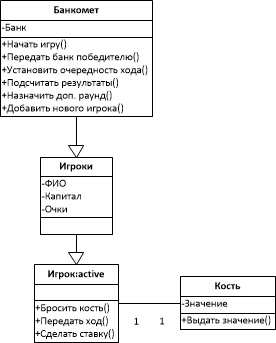 Банкомет
-Банк
+Начать игру()
+Передать банк победителю()
+Установить очередность хода()
+Подсчитать результаты()
+Назначить доп. раунд()
+Добавить нового игрока()
Игроки
-ФИО
-Капитал
-Очки
Игрок:active
+Бросить кость()
+Передать ход()
+Сделать ставку()
1 1
Кость
-Значение
+Выдать значение()